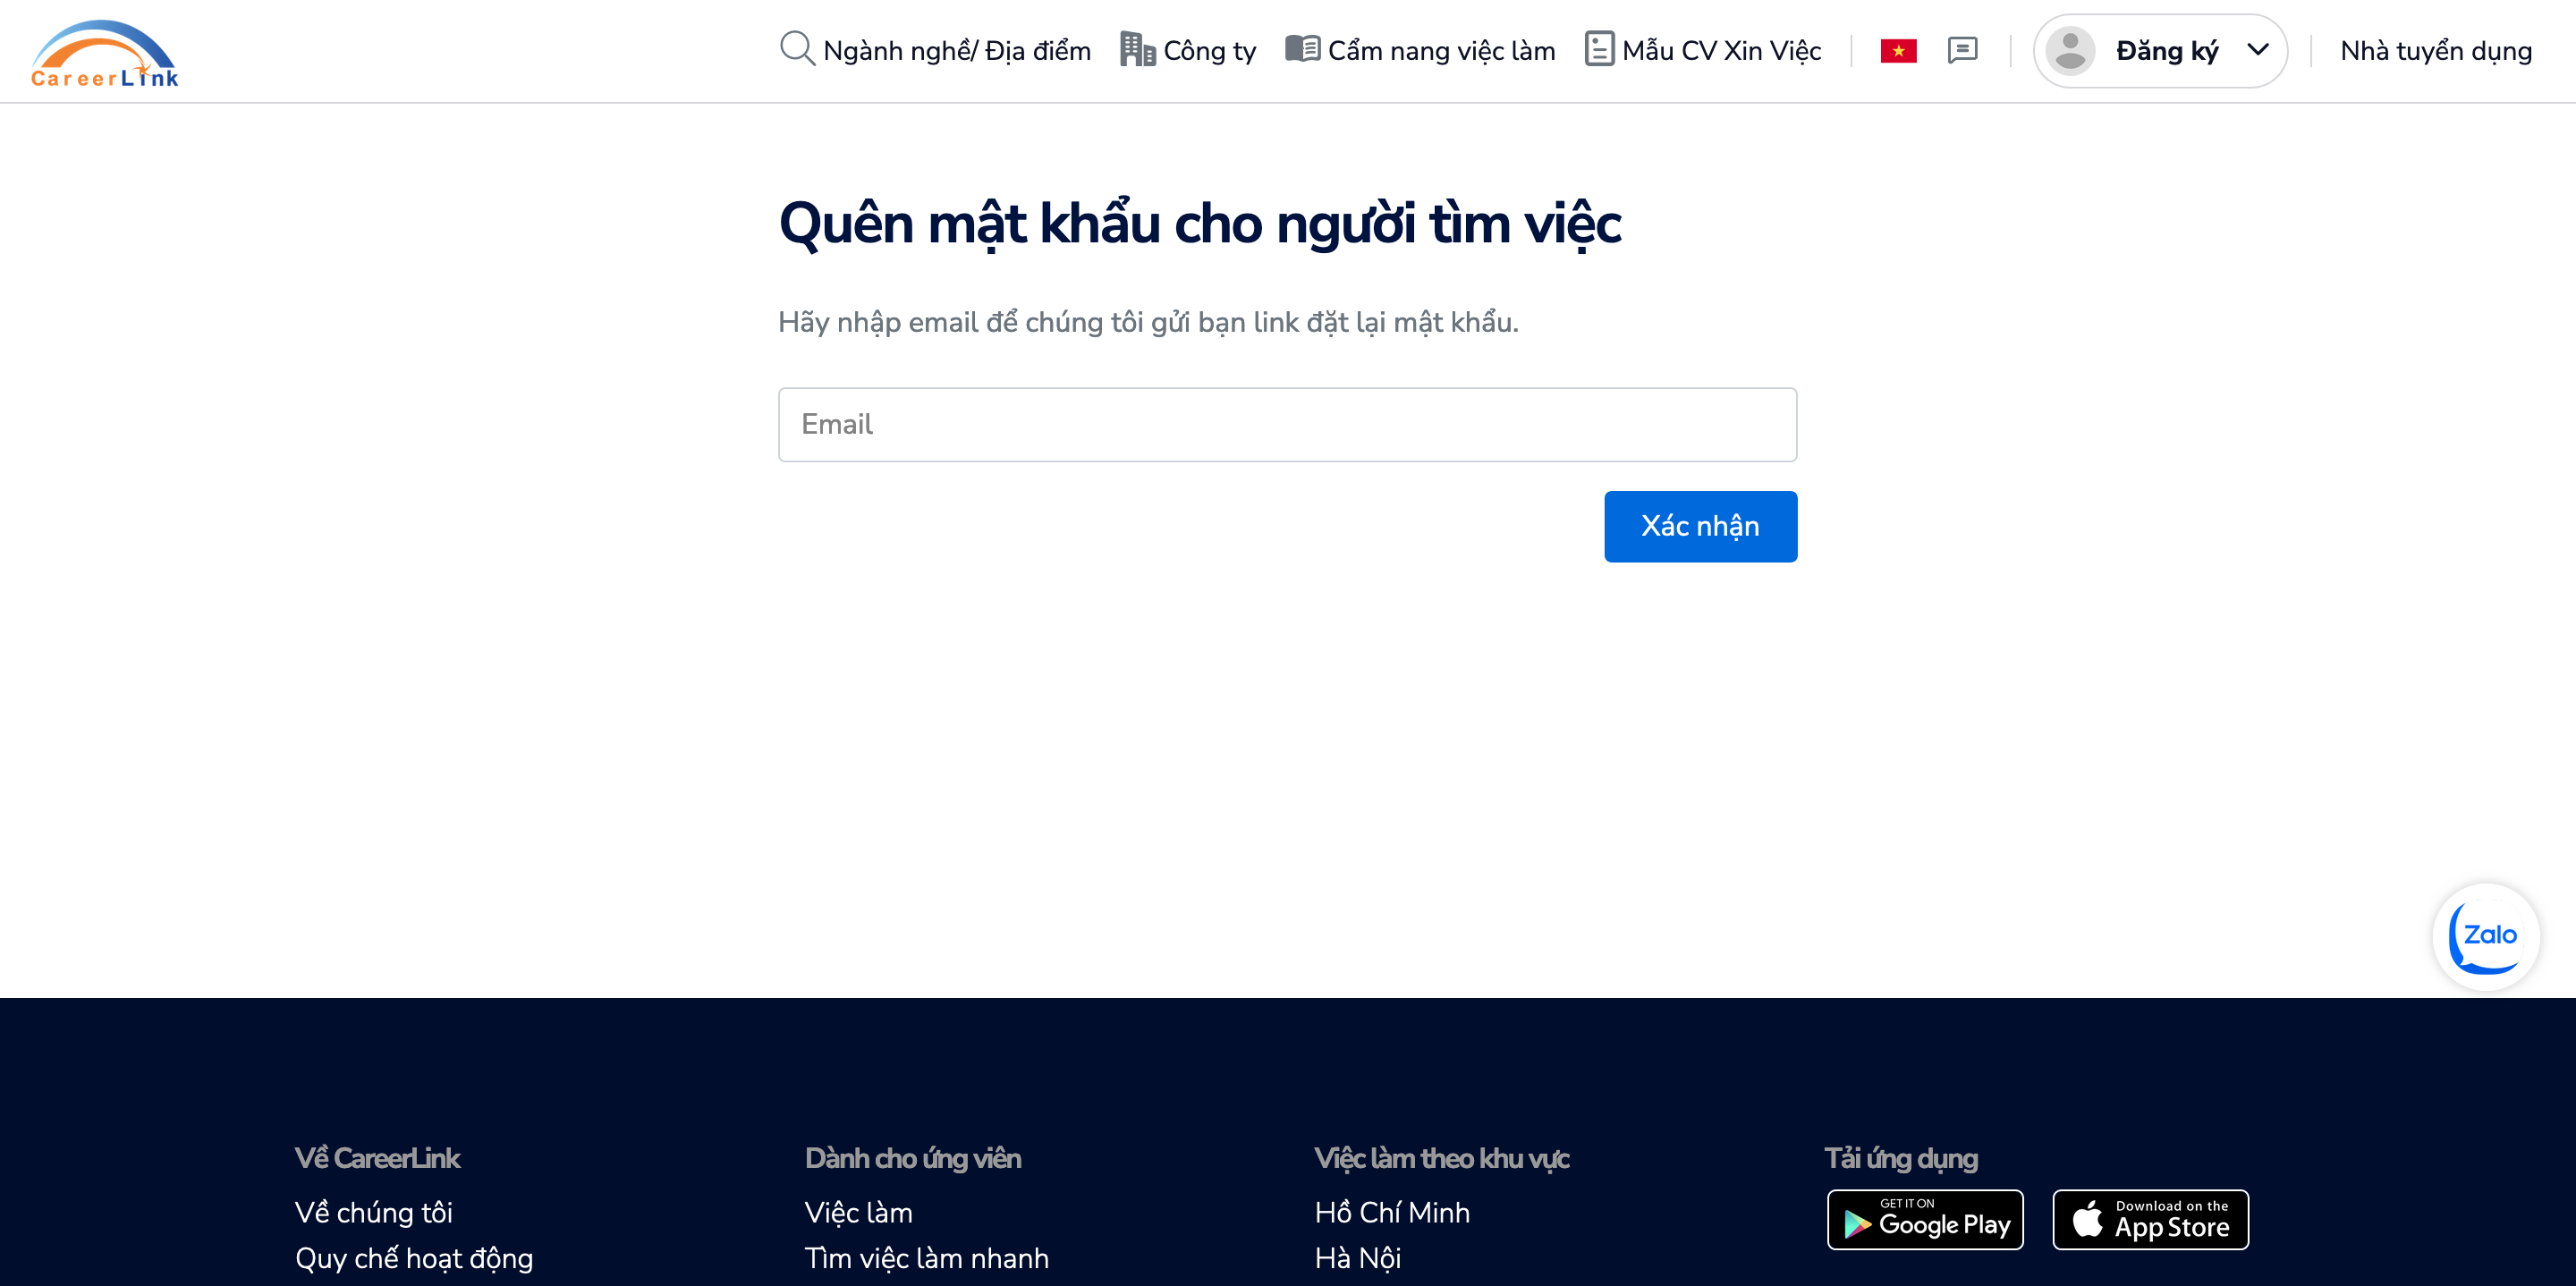 CareerLink
Ngành nghề/ Địa điểm
Công ty
Cẩm nang việc làm
Mẫu CV Xin Việc
Đăng ký
Nhà tuyển dụng
Quên mật khẩu cho người tìm việc
Hãy nhập email để chúng tôi gửi bạn link đặt lại mật khẩu.
Email
Xác nhận
Zalo
Về CareerLink
Về chúng tôi
Quy chế hoạt động
Dành cho ứng viên
Việc làm
Tìm việc làm nhanh
Việc làm theo khu vực
Hồ Chí Minh
Hà Nội
Tải ứng dụng
GET IT ON
Google Play
Download on the
App Store